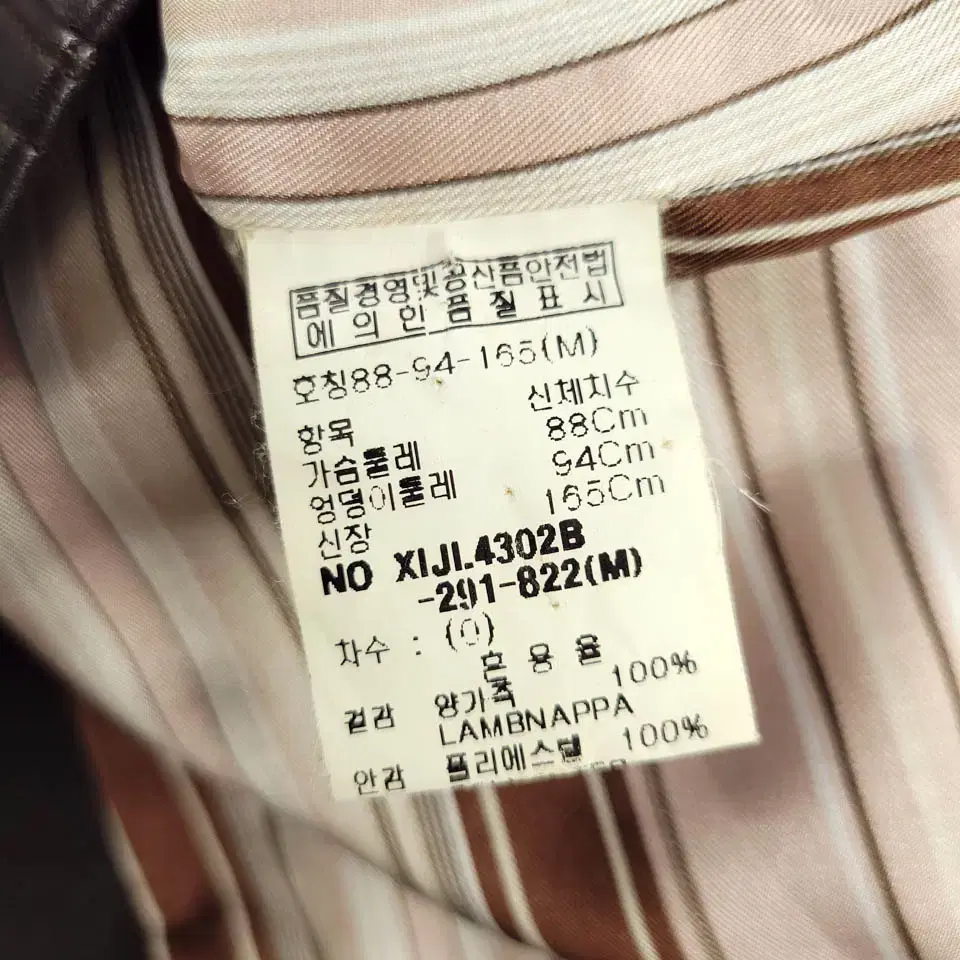 품질경영및공산품안전법
에 의 인 품 질 표 시
호칭88-94-165(M)
항목 신체치수
가슴둘레 88Cm
엉덩이둘레 94Cm
신장 165Cm
NO XIJI.4302B
-291-822(M)
차수 : (0)
혼 용 율
겉감 양가죽 100%
LAMBNAPPA
안감 폴리에스텔 100%